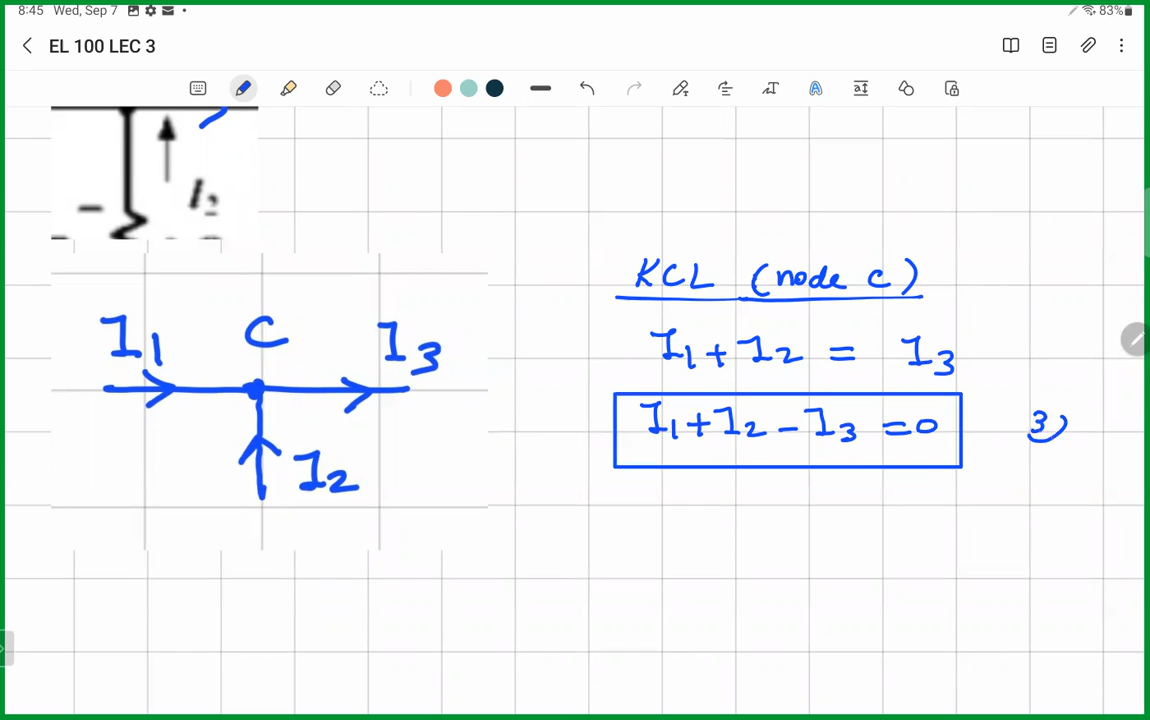 8:45 Wed, Sep 7 83%
EL 100 LEC 3
I₂
I₁ C I₃
I₂
KCL (node c)
I₁ + I₂ = I₃
I₁ + I₂ - I₃ = 0 3)